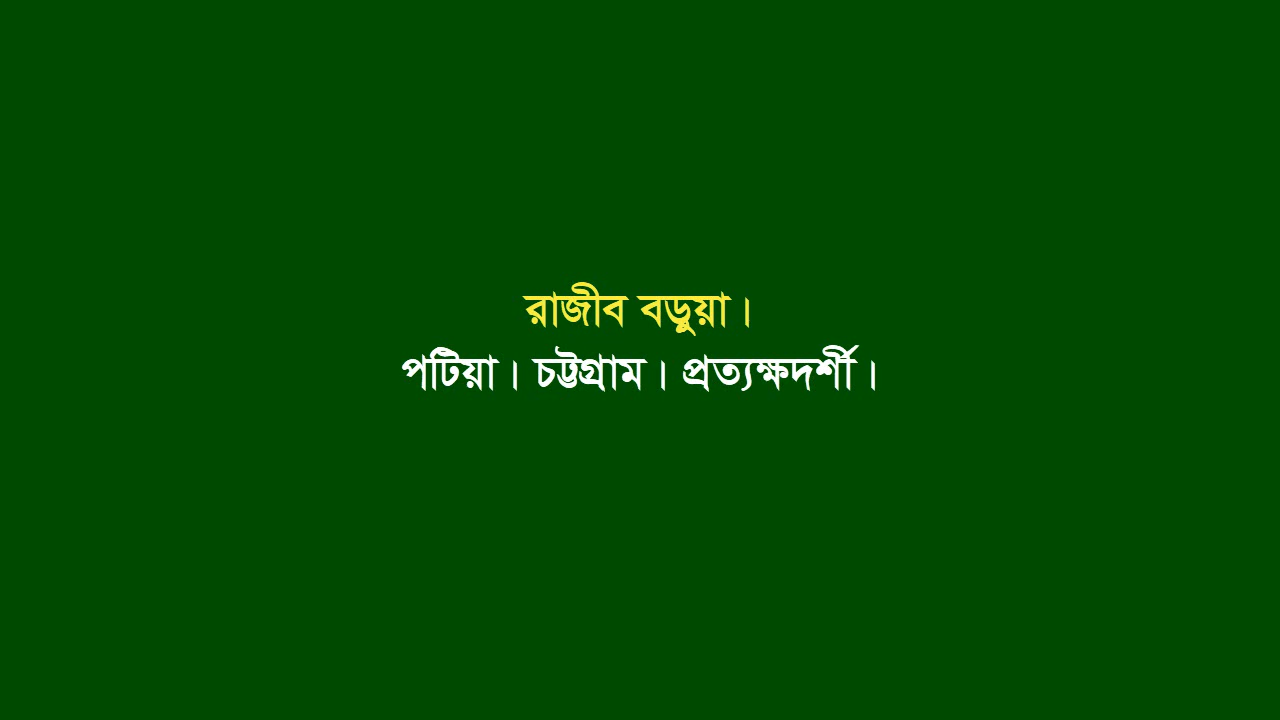 রাজীব বড়ুয়া।
পটিয়া। চট্টগ্রাম। প্রত্যক্ষদর্শী।